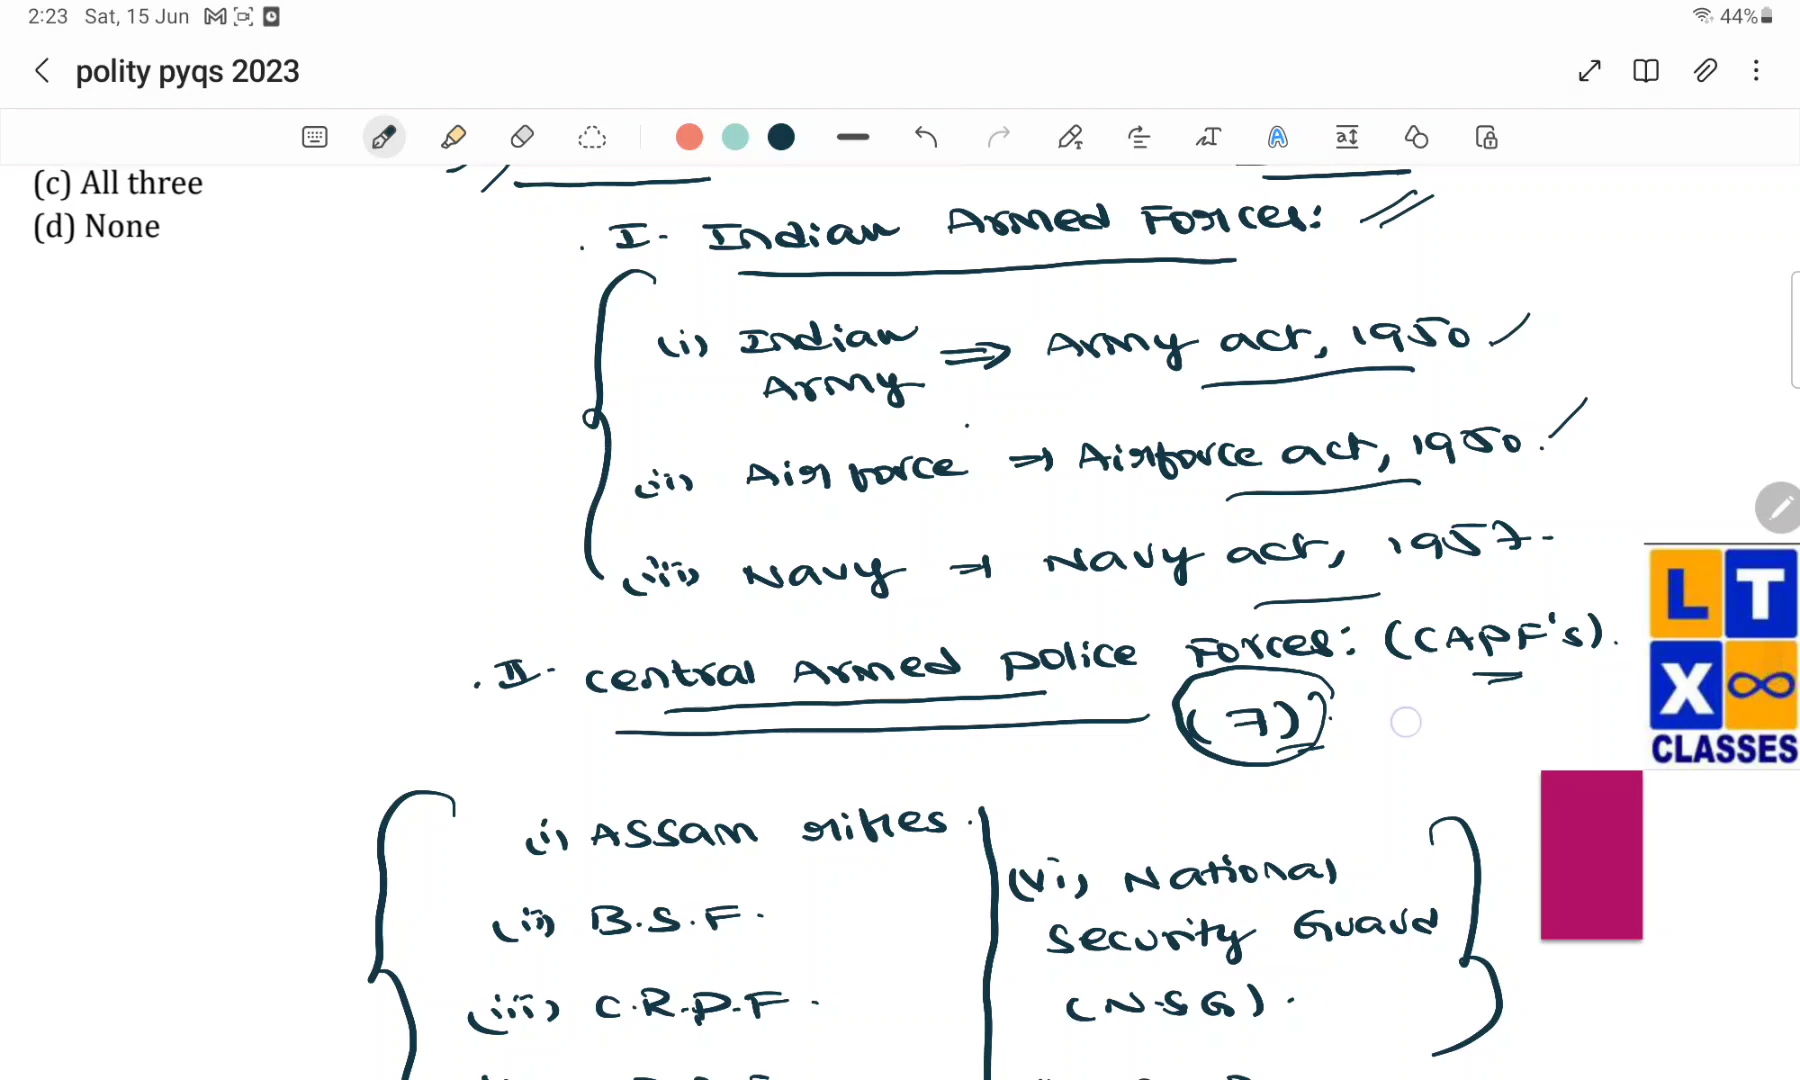 2:23 Sat, 15 Jun
44%
polity pyqs 2023
(c) All three
(d) None
I. Indian Armed Forces:
(i) Indian Army ⇒ Army act, 1950
(ii) Air force → Airforce act, 1950.
(iii) Navy → Navy act, 1957.
II. central Armed police Forces: (CAPF's).
(7)
(i) Assam rifles.
(ii) B.S.F.
(iii) C.R.P.F.
(vi) National
Security Guard
(N.S.G).
LT
X∞
CLASSES